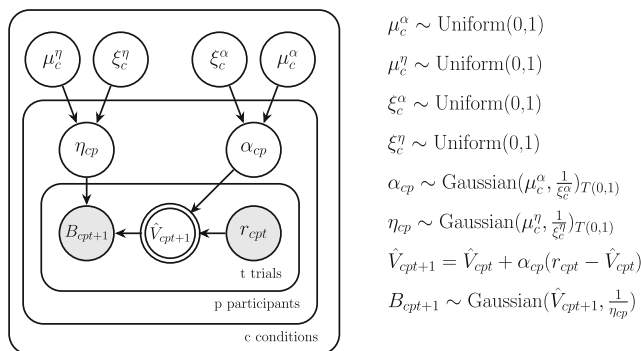 μ_c^η ξ_c^η ξ_c^α μ_c^α
η_cp α_cp
B_cpt+1 V̂_cpt+1 r_cpt
t trials
p participants
c conditions
μ_c^α ∼ Uniform(0,1)
μ_c^η ∼ Uniform(0,1)
ξ_c^α ∼ Uniform(0,1)
ξ_c^η ∼ Uniform(0,1)
α_cp ∼ Gaussian(μ_c^α, 1/ξ_c^α)_T(0,1)
η_cp ∼ Gaussian(μ_c^η, 1/ξ_c^η)_T(0,1)
V̂_cpt+1 = V̂_cpt + α_cp(r_cpt − V̂_cpt)
B_cpt+1 ∼ Gaussian(V̂_cpt+1, 1/η_cp)